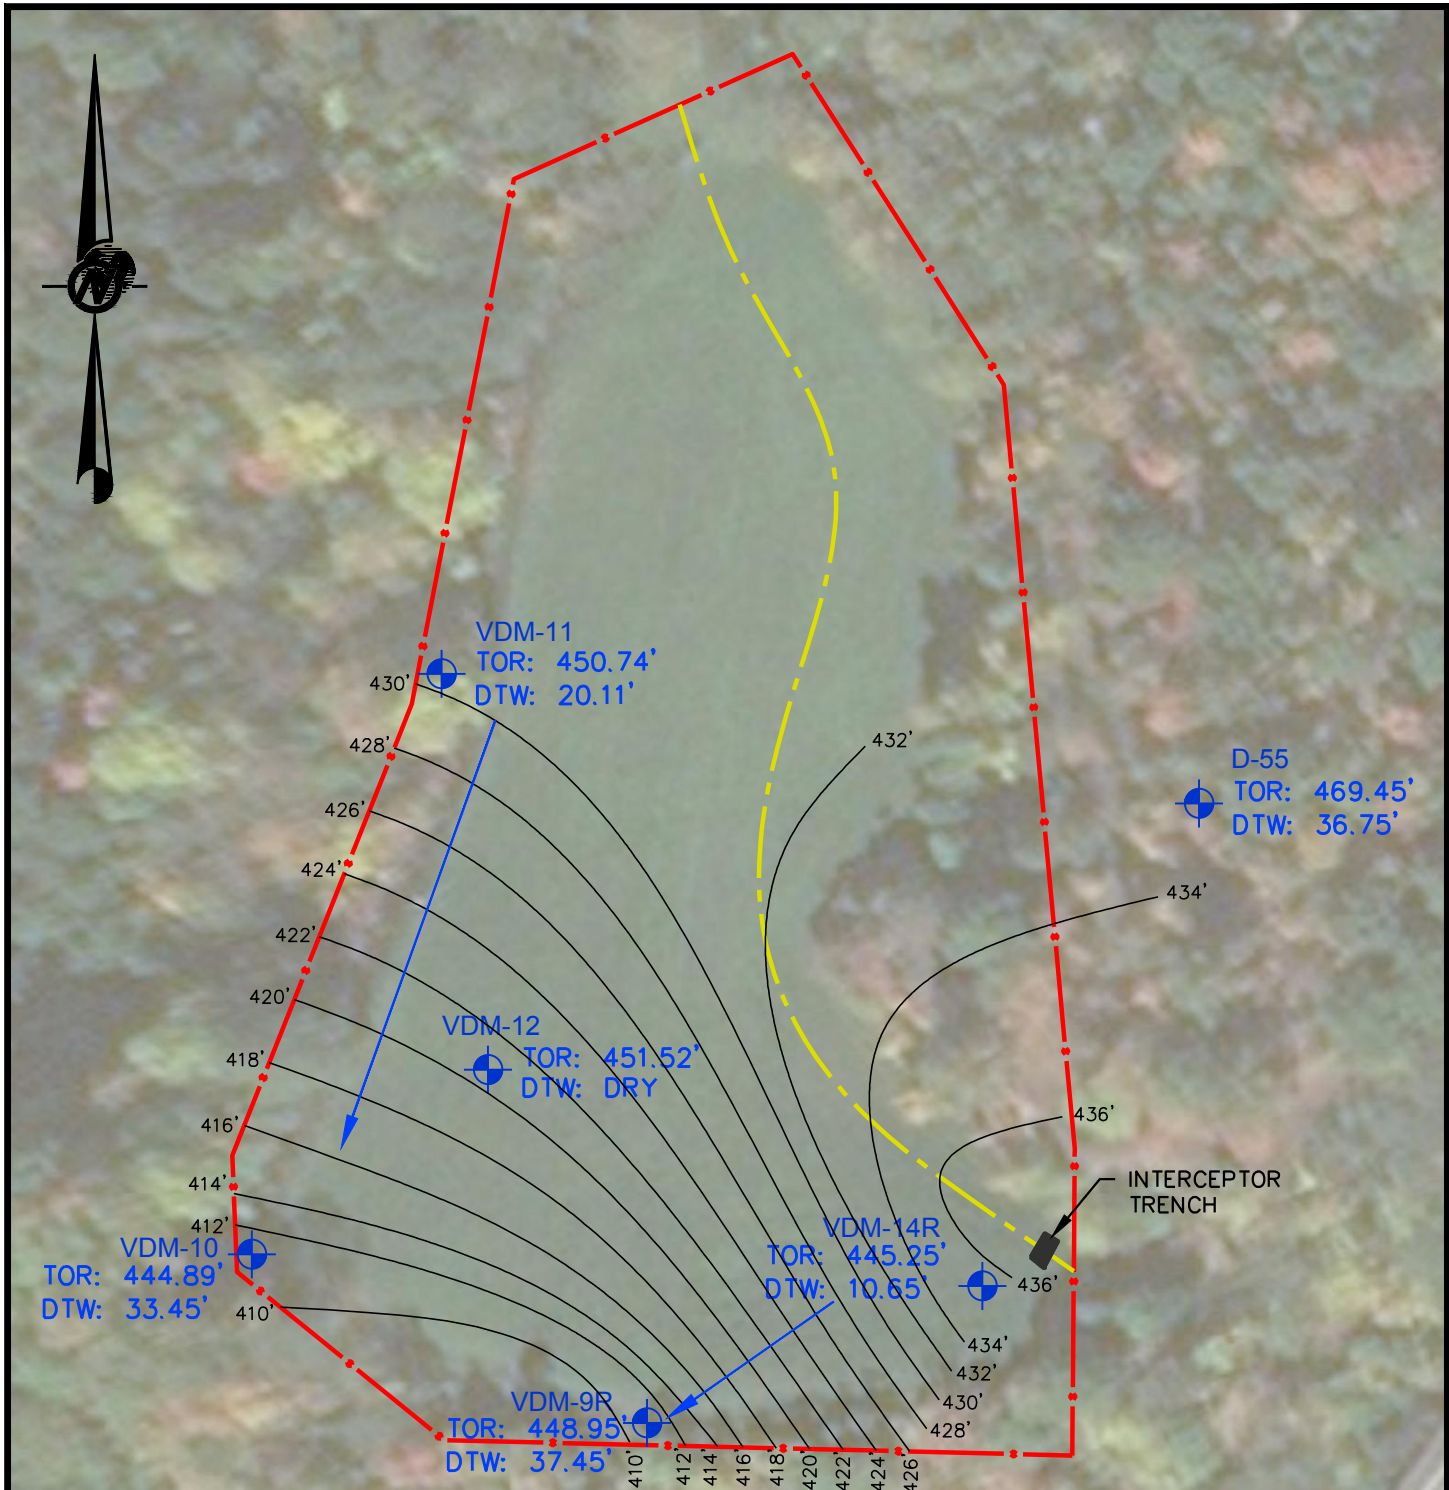 N
VDM-11
TOR: 450.74'
DTW: 20.11'
430'
428'
426'
424'
422'
420'
418'
416'
414'
412'
410'
432'
D-55
TOR: 469.45'
DTW: 36.75'
434'
VDM-12
TOR: 451.52'
DTW: DRY
436'
INTERCEPTOR
TRENCH
VDM-10
TOR: 444.89'
DTW: 33.45'
VDM-14R
TOR: 445.25'
DTW: 10.65'
436'
434'
432'
430'
428'
VDM-9R
TOR: 448.95'
DTW: 37.45'
410'
412'
414'
416'
418'
420'
422'
424'
426'